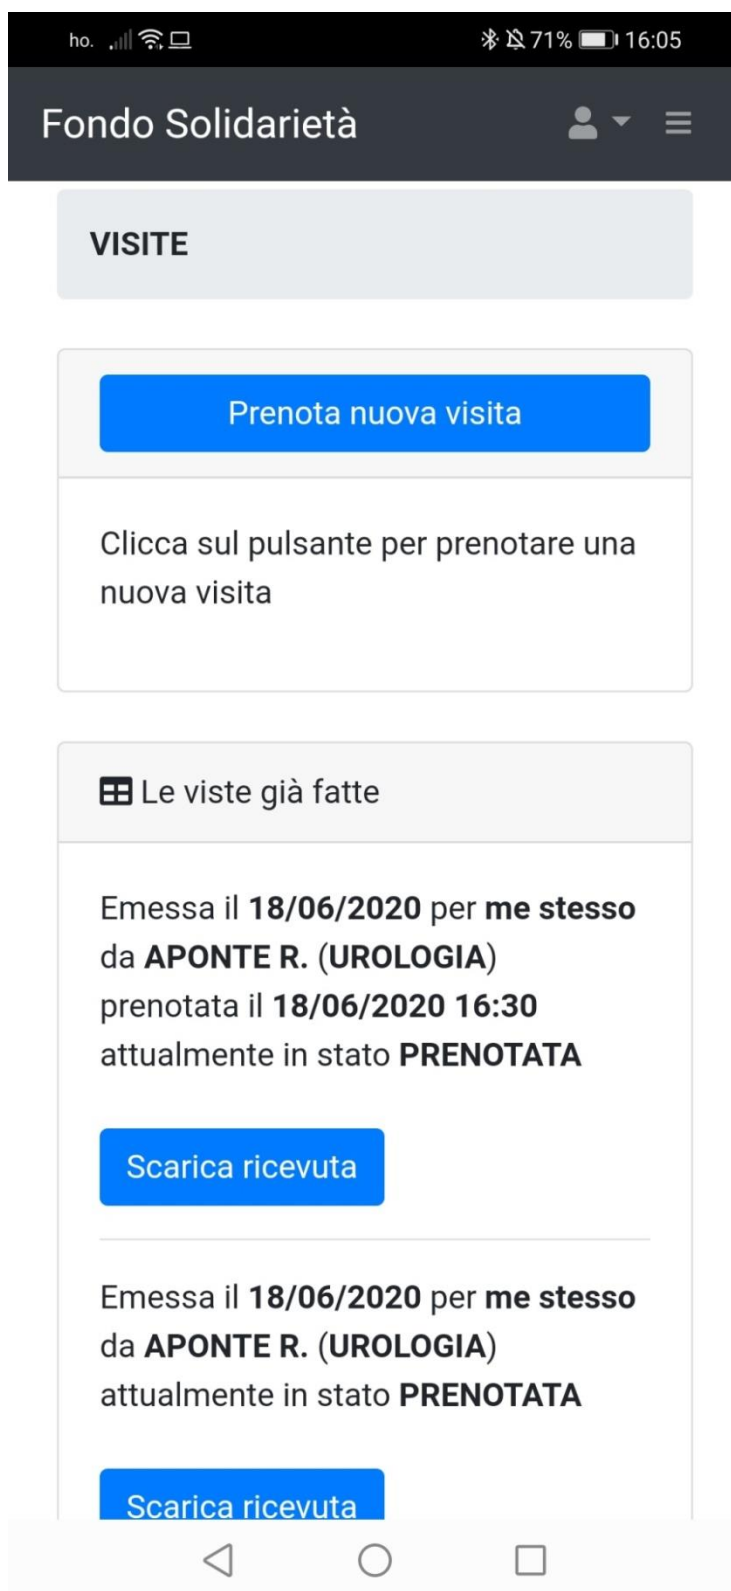 ho. 71% 16:05
Fondo Solidarietà
VISITE
Prenota nuova visita
Clicca sul pulsante per prenotare una
nuova visita
Le viste già fatte
Emessa il 18/06/2020 per me stesso
da APONTE R. (UROLOGIA)
prenotata il 18/06/2020 16:30
attualmente in stato PRENOTATA
Scarica ricevuta
Emessa il 18/06/2020 per me stesso
da APONTE R. (UROLOGIA)
attualmente in stato PRENOTATA
Scarica ricevuta